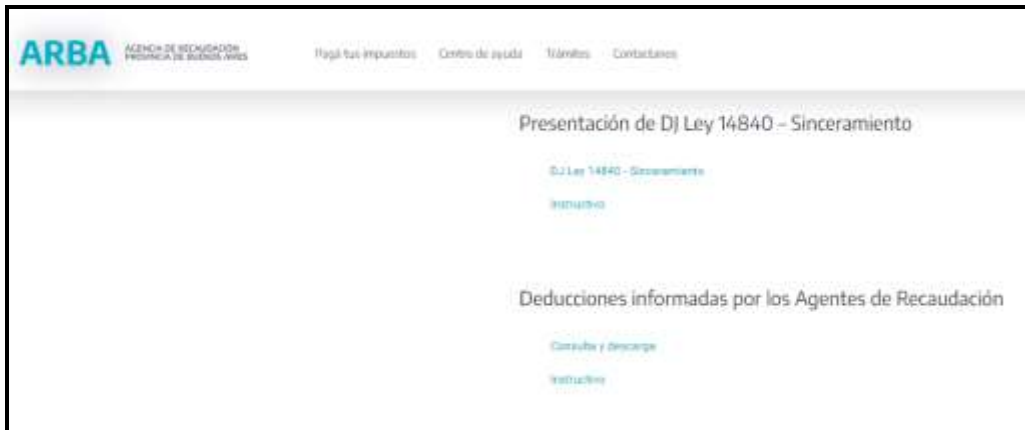 ARBA
AGENCIA DE RECAUDACIÓN
PROVINCIA DE BUENOS AIRES
Pagá tus impuestos
Centro de ayuda
Trámites
Contactanos
Presentación de DJ Ley 14840 – Sinceramiento
DJ Ley 14840 - Sinceramiento
Instructivo
Deducciones informadas por los Agentes de Recaudación
Consulta y descarga
Instructivo